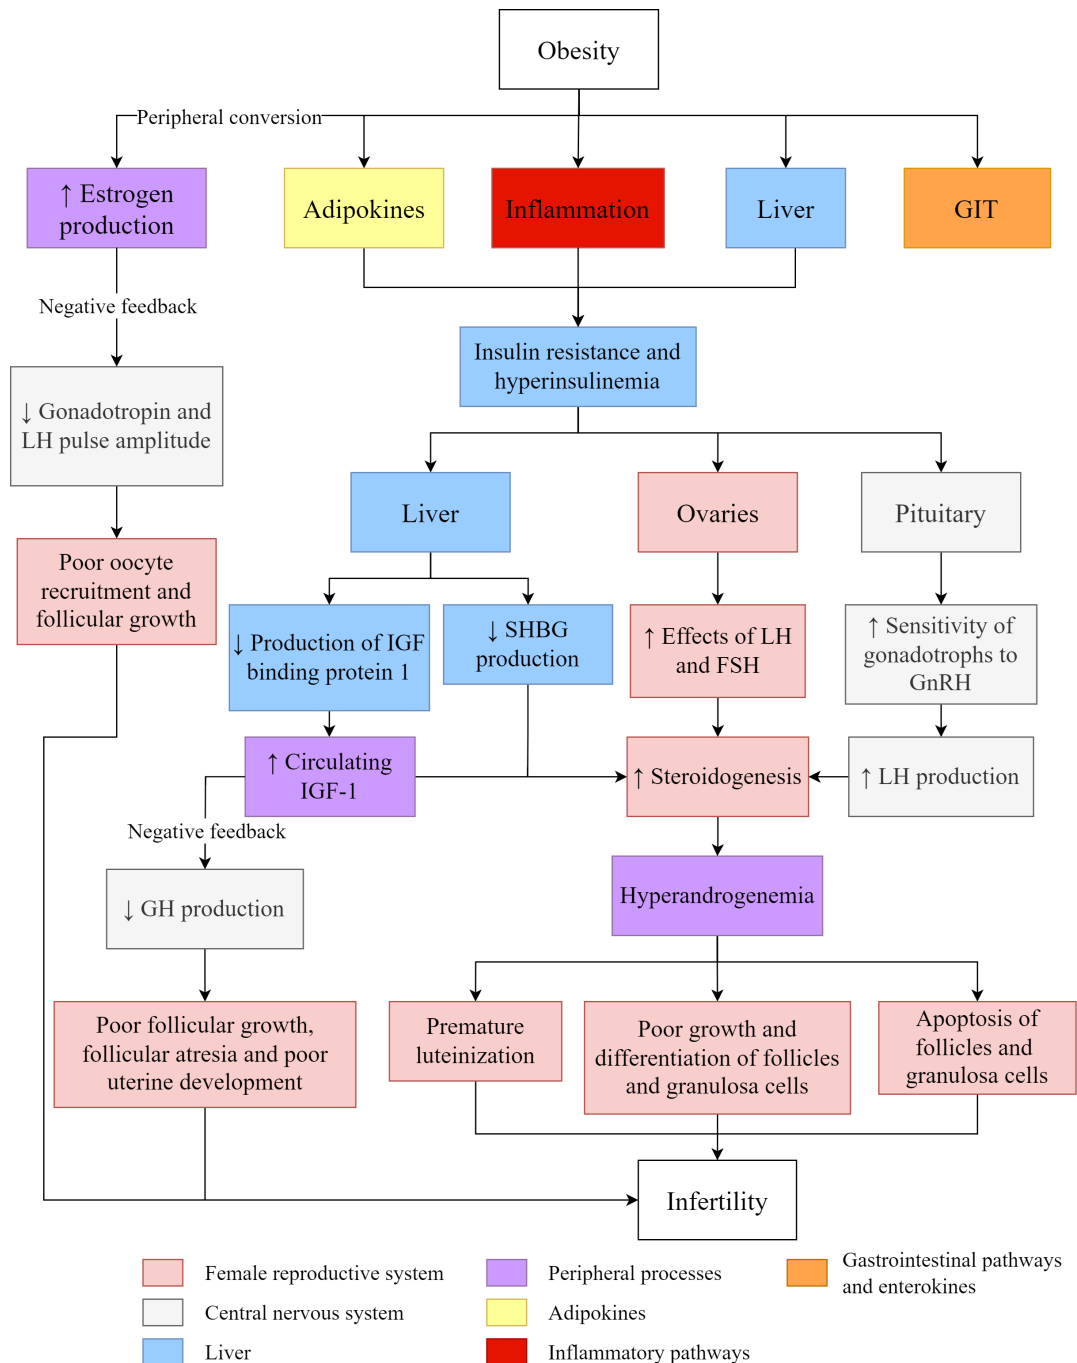 Obesity
Peripheral conversion
↑ Estrogen
production
Adipokines
Inflammation
Liver
GIT
Negative feedback
Insulin resistance and
hyperinsulinemia
↓ Gonadotropin and
LH pulse amplitude
Liver
Ovaries
Pituitary
Poor oocyte
recruitment and
follicular growth
↓ Production of IGF
binding protein 1
↓ SHBG
production
↑ Effects of LH
and FSH
↑ Sensitivity of
gonadotrophs to
GnRH
↑ Circulating
IGF-1
↑ Steroidogenesis
↑ LH production
Negative feedback
↓ GH production
Hyperandrogenemia
Poor follicular growth,
follicular atresia and poor
uterine development
Premature
luteinization
Poor growth and
differentiation of follicles
and granulosa cells
Apoptosis of
follicles and
granulosa cells
Infertility
Female reproductive system
Central nervous system
Liver
Peripheral processes
Adipokines
Inflammatory pathways
Gastrointestinal pathways
and enterokines